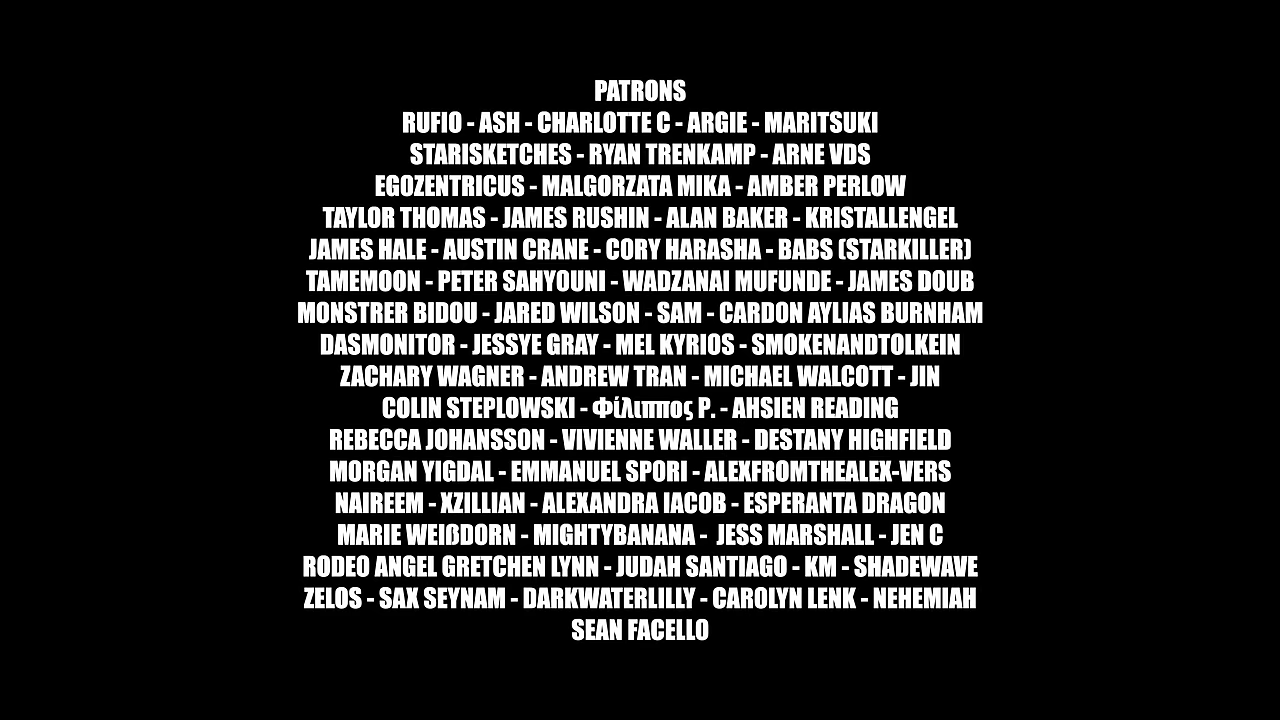 PATRONS
RUFIO - ASH - CHARLOTTE C - ARGIE - MARITSUKI
STARISKETCHES - RYAN TRENKAMP - ARNE VDS
EGOZENTRICUS - MALGORZATA MIKA - AMBER PERLOW
TAYLOR THOMAS - JAMES RUSHIN - ALAN BAKER - KRISTALLENGEL
JAMES HALE - AUSTIN CRANE - CORY HARASHA - BABS (STARKILLER)
TAMEMOON - PETER SAHYOUNI - WADZANAI MUFUNDE - JAMES DOUB
MONSTRER BIDOU - JARED WILSON - SAM - CARDON AYLIAS BURNHAM
DASMONITOR - JESSYE GRAY - MEL KYRIOS - SMOKENANDTOLKEIN
ZACHARY WAGNER - ANDREW TRAN - MICHAEL WALCOTT - JIN
COLIN STEPLOWSKI - Φίλιππος P. - AHSIEN READING
REBECCA JOHANSSON - VIVIENNE WALLER - DESTANY HIGHFIELD
MORGAN YIGDAL - EMMANUEL SPORI - ALEXFROMTHEALEX-VERS
NAIREEM - XZILLIAN - ALEXANDRA IACOB - ESPERANTA DRAGON
MARIE WEIßDORN - MIGHTYBANANA -  JESS MARSHALL - JEN C
RODEO ANGEL GRETCHEN LYNN - JUDAH SANTIAGO - KM - SHADEWAVE
ZELOS - SAX SEYNAM - DARKWATERLILLY - CAROLYN LENK - NEHEMIAH
SEAN FACELLO